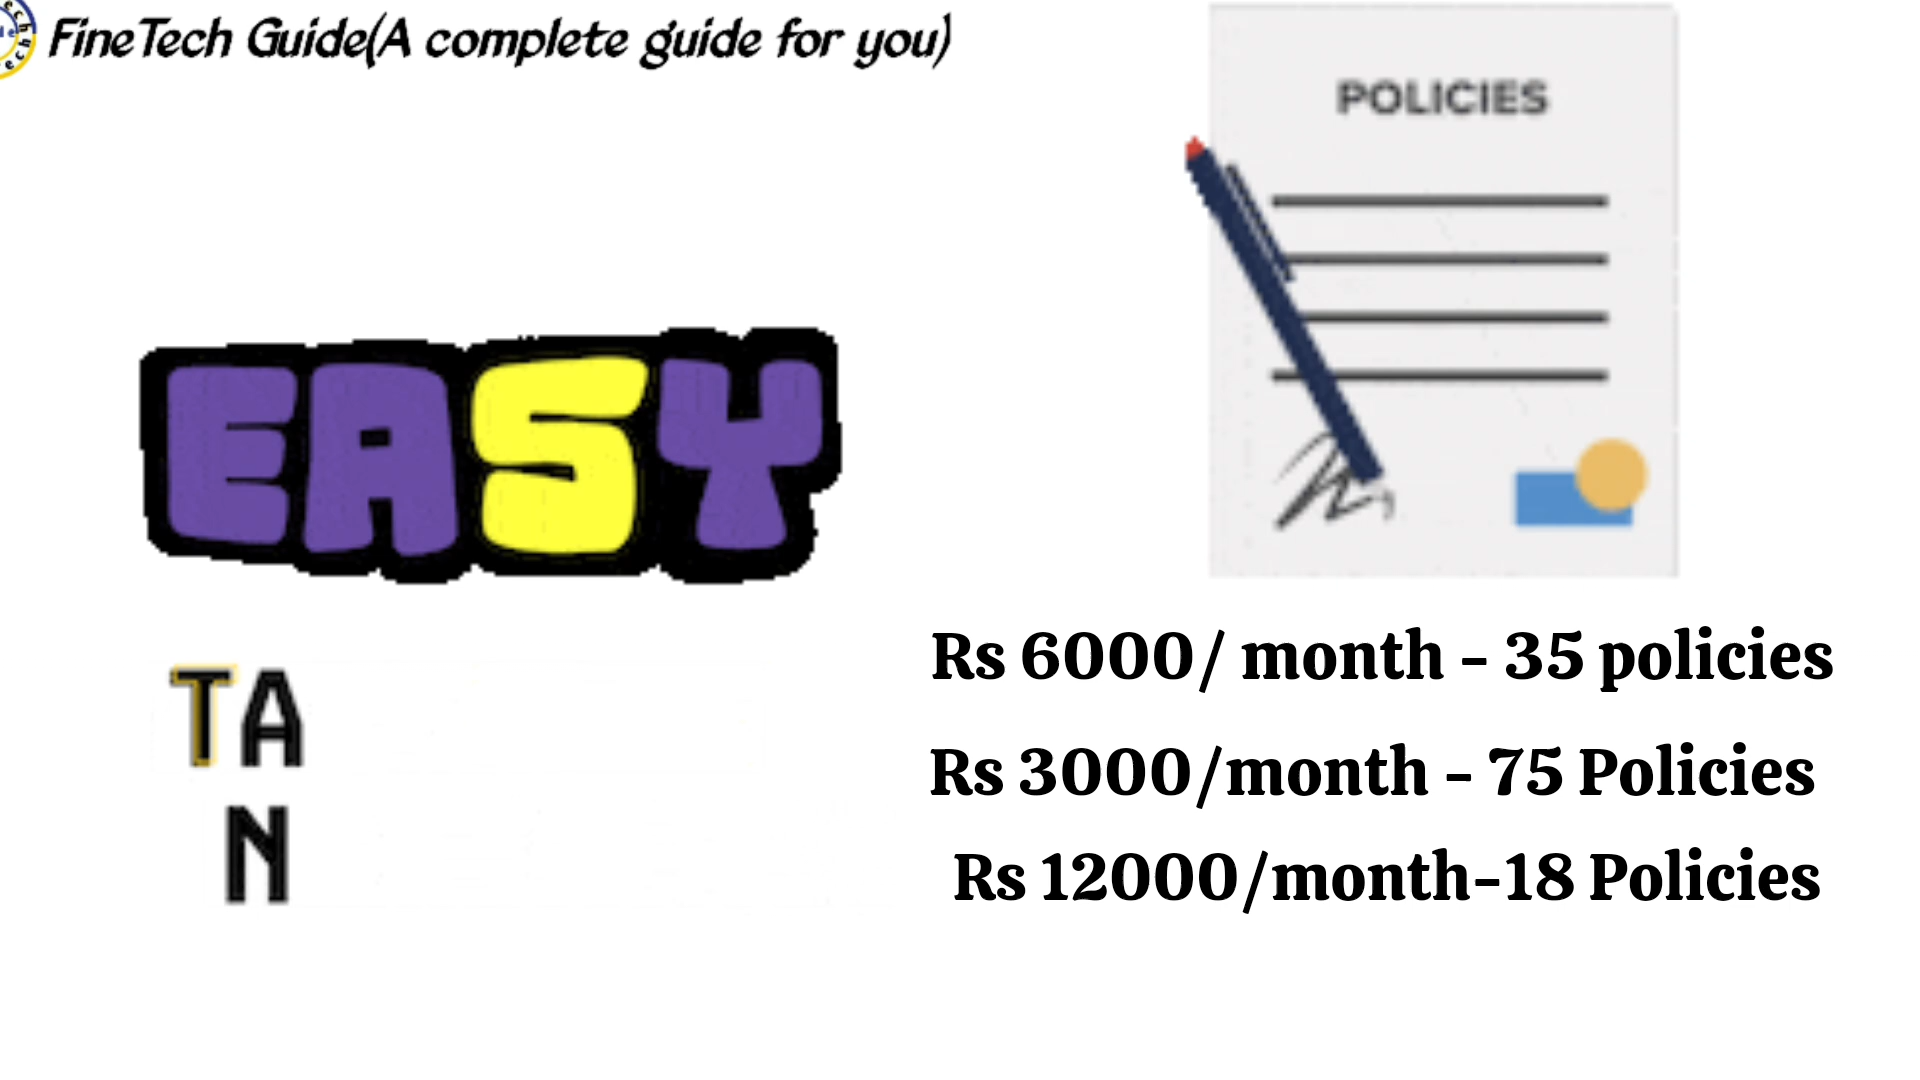 FineTech Guide(A complete guide for you)
POLICIES
EASY
TA
N
Rs 6000/ month - 35 policies
Rs 3000/month - 75 Policies
Rs 12000/month-18 Policies